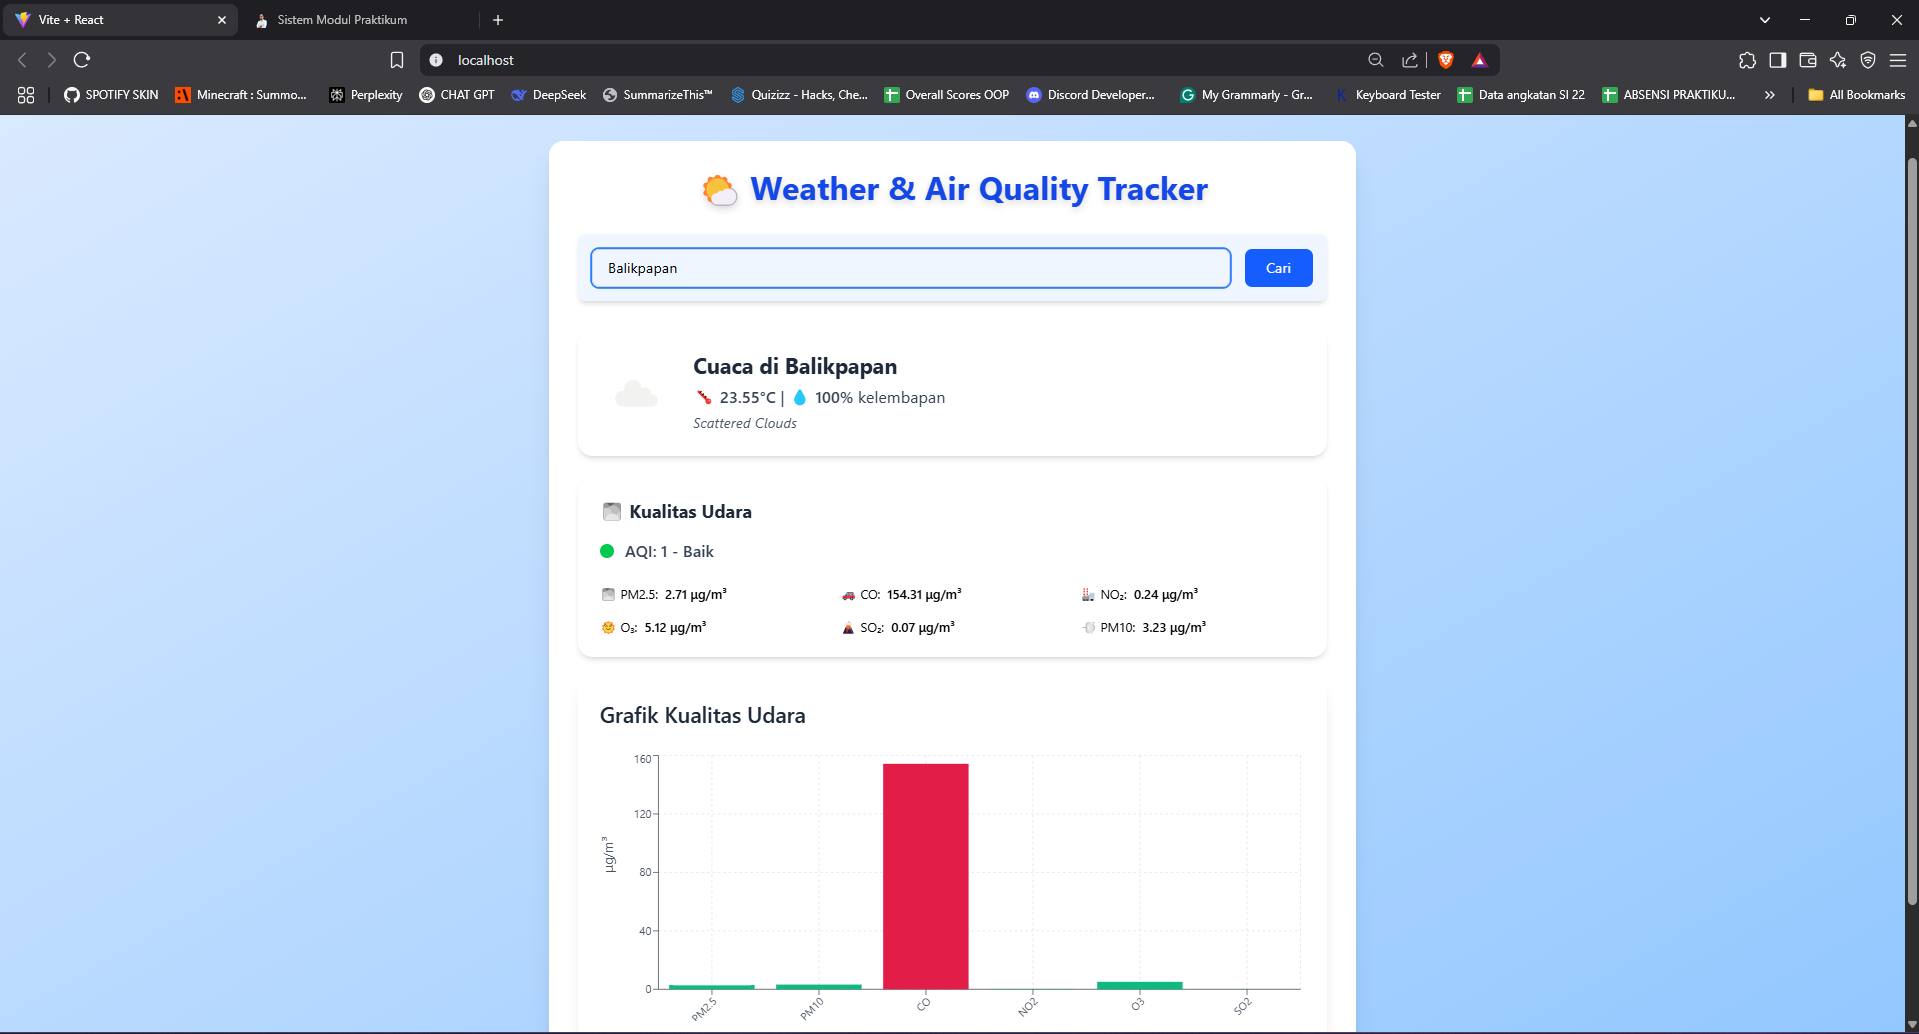 Vite + React
Sistem Modul Praktikum
localhost
SPOTIFY SKIN
Minecraft : Summo...
Perplexity
CHAT GPT
DeepSeek
SummarizeThis™
Quizizz - Hacks, Che...
Overall Scores OOP
Discord Developer...
My Grammarly - Gr...
Keyboard Tester
Data angkatan SI 22
ABSENSI PRAKTIKU...
All Bookmarks
Weather & Air Quality Tracker
Balikpapan
Cari
Cuaca di Balikpapan
23.55°C | 100% kelembapan
Scattered Clouds
Kualitas Udara
AQI: 1 - Baik
PM2.5: 2.71 µg/m³
CO: 154.31 µg/m³
NO₂: 0.24 µg/m³
O₃: 5.12 µg/m³
SO₂: 0.07 µg/m³
PM10: 3.23 µg/m³
Grafik Kualitas Udara
160
120
80
40
0
µg/m³
PM2.5
PM10
CO
NO2
O3
SO2